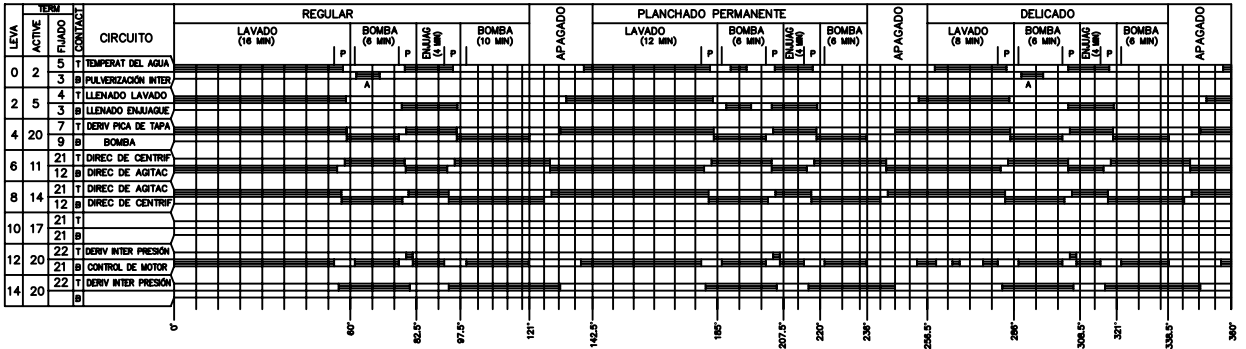 REGULAR PLANCHADO PERMANENTE DELICADO
LEVA TERM ACTIVE FIJADO CONTACT CIRCUITO
LAVADO (16 MIN) P BOMBA (6 MIN) P ENJUAG (4 MIN) P BOMBA (10 MIN) APAGADO
LAVADO (12 MIN) P BOMBA (6 MIN) P ENJUAG (4 MIN) P BOMBA (6 MIN) APAGADO
LAVADO (8 MIN) P BOMBA (6 MIN) P ENJUAG (4 MIN) P BOMBA (6 MIN) APAGADO
0 2 5 T TEMPERAT DEL AGUA
3 B PULVERIZACIÓN INTER A A
2 5 4 T LLENADO LAVADO
3 B LLENADO ENJUAGUE
4 20 7 T DERIV PICA DE TAPA
9 B BOMBA
6 11 21 T DIREC DE CENTRIF
12 B DIREC DE AGITAC
8 14 21 T DIREC DE AGITAC
12 B DIREC DE CENTRIF
10 17 21 T
21 B
12 20 22 T DERIV INTER PRESIÓN
21 B CONTROL DE MOTOR
14 20 22 T DERIV INTER PRESIÓN
B
0° 60° 82.5° 97.5° 121° 142.5° 185° 207.5° 220° 236° 256.5° 286° 308.5° 321° 338.5° 360°